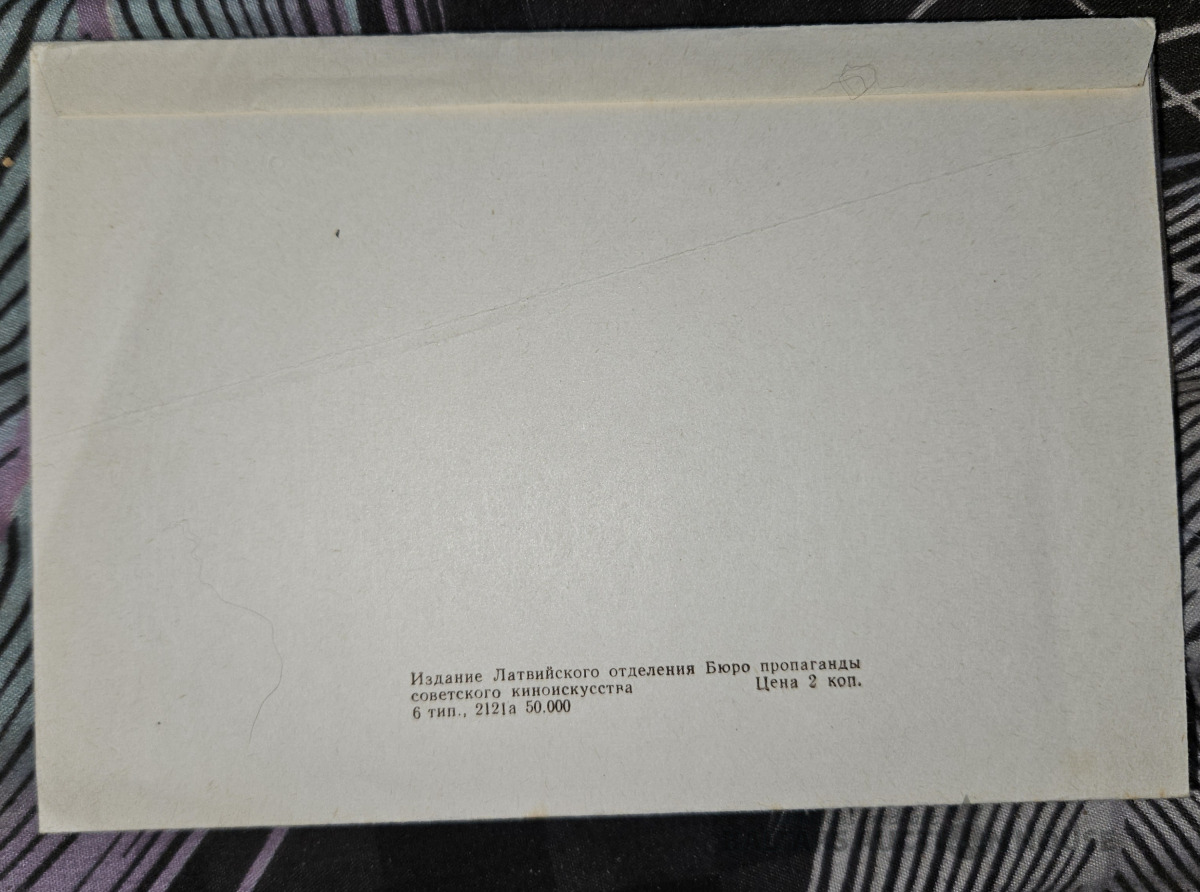 Издание Латвийского отделения Бюро пропаганды
советского киноискусства Цена 2 коп.
6 тип., 2121а 50.000